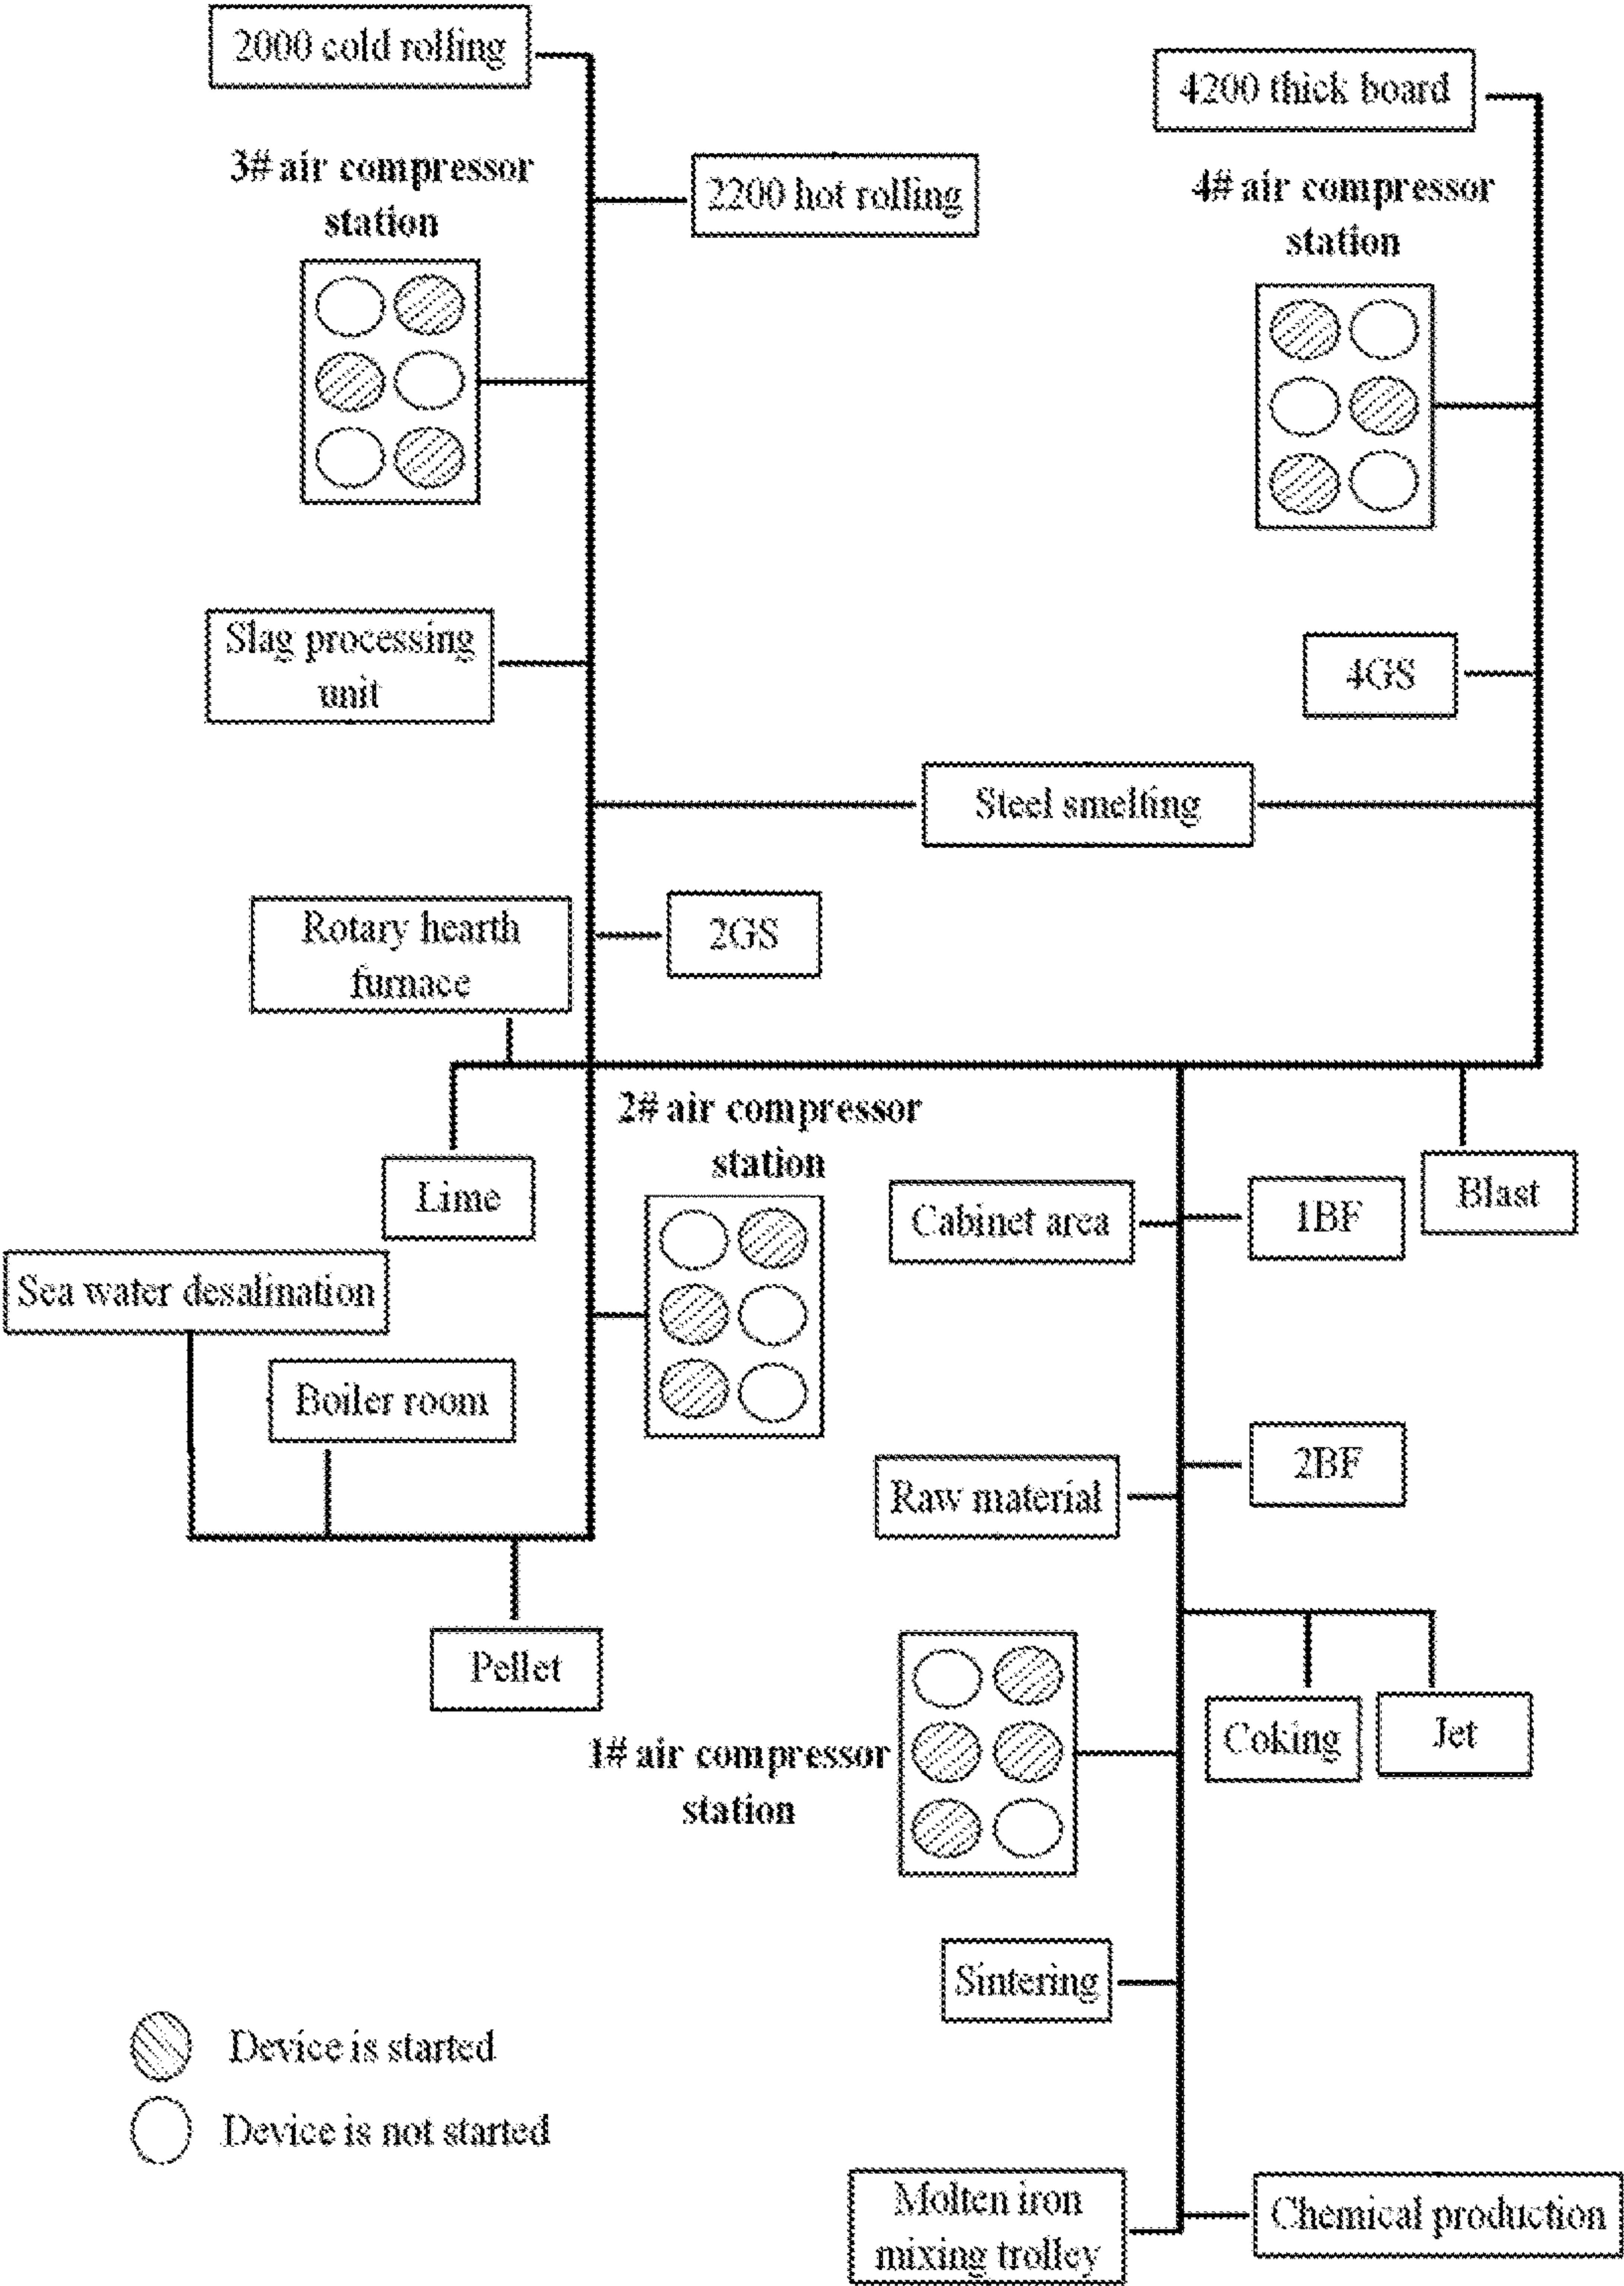 2000 cold rolling
4200 thick board
3# air compressor
station
2200 hot rolling
4# air compressor
station
Slag processing
unit
4GS
Steel smelting
Rotary hearth
furnace
2GS
2# air compressor
station
Lime
Cabinet area
1BF
Blast
Sea water desalination
Boiler room
2BF
Raw material
Pellet
Coking
Jet
1# air compressor
station
Sintering
Device is started
Device is not started
Molten iron
mixing trolley
Chemical production